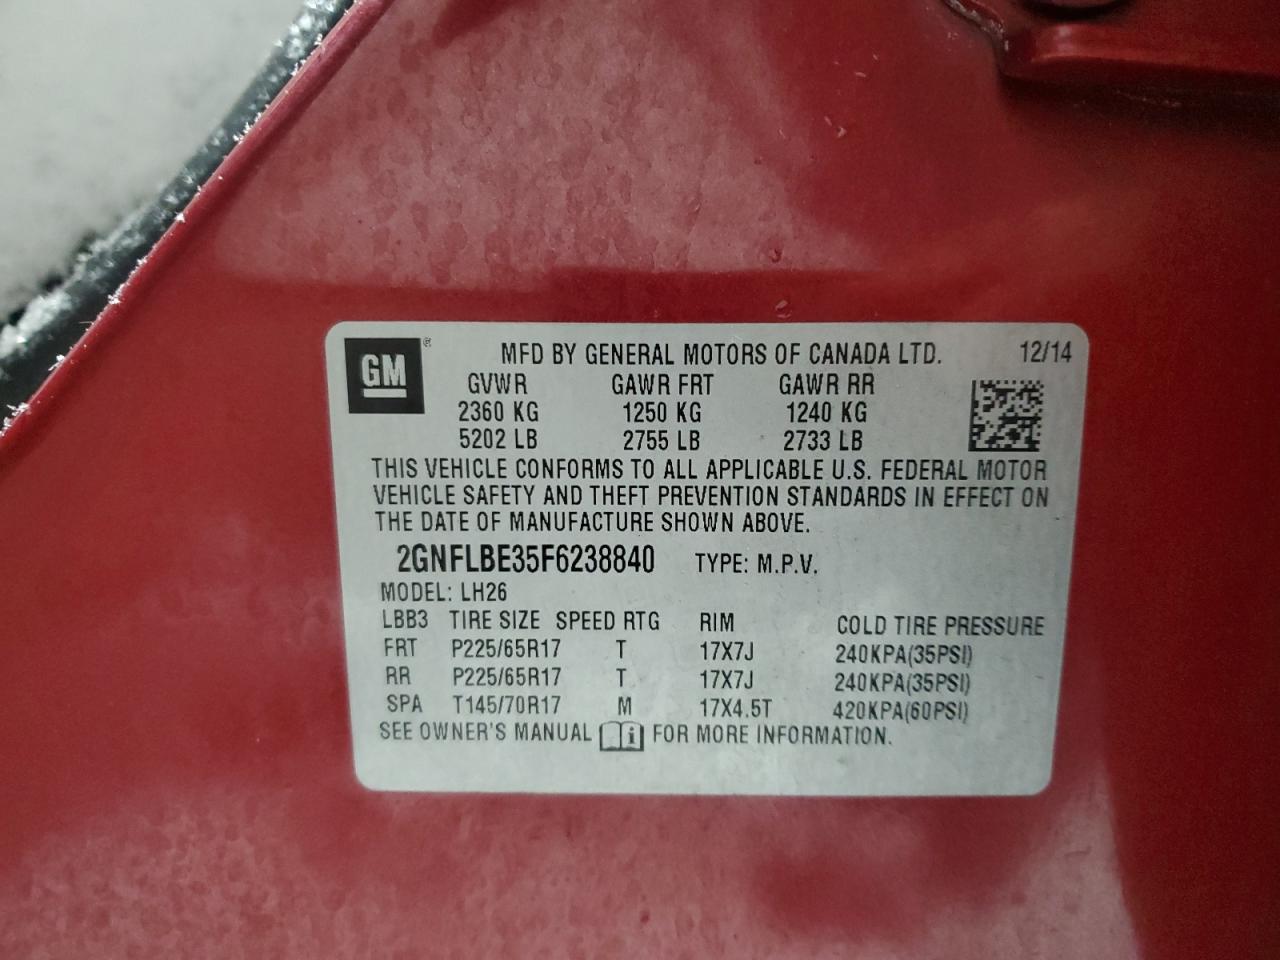 GM®
MFD BY GENERAL MOTORS OF CANADA LTD. 12/14
GVWR GAWR FRT GAWR RR
2360 KG 1250 KG 1240 KG
5202 LB 2755 LB 2733 LB
THIS VEHICLE CONFORMS TO ALL APPLICABLE U.S. FEDERAL MOTOR
VEHICLE SAFETY AND THEFT PREVENTION STANDARDS IN EFFECT ON
THE DATE OF MANUFACTURE SHOWN ABOVE.
2GNFLBE35F6238840 TYPE: M.P.V.
MODEL: LH26
LBB3 TIRE SIZE SPEED RTG RIM COLD TIRE PRESSURE
FRT P225/65R17 T 17X7J 240KPA(35PSI)
RR P225/65R17 T 17X7J 240KPA(35PSI)
SPA T145/70R17 M 17X4.5T 420KPA(60PSI)
SEE OWNER'S MANUAL i FOR MORE INFORMATION.